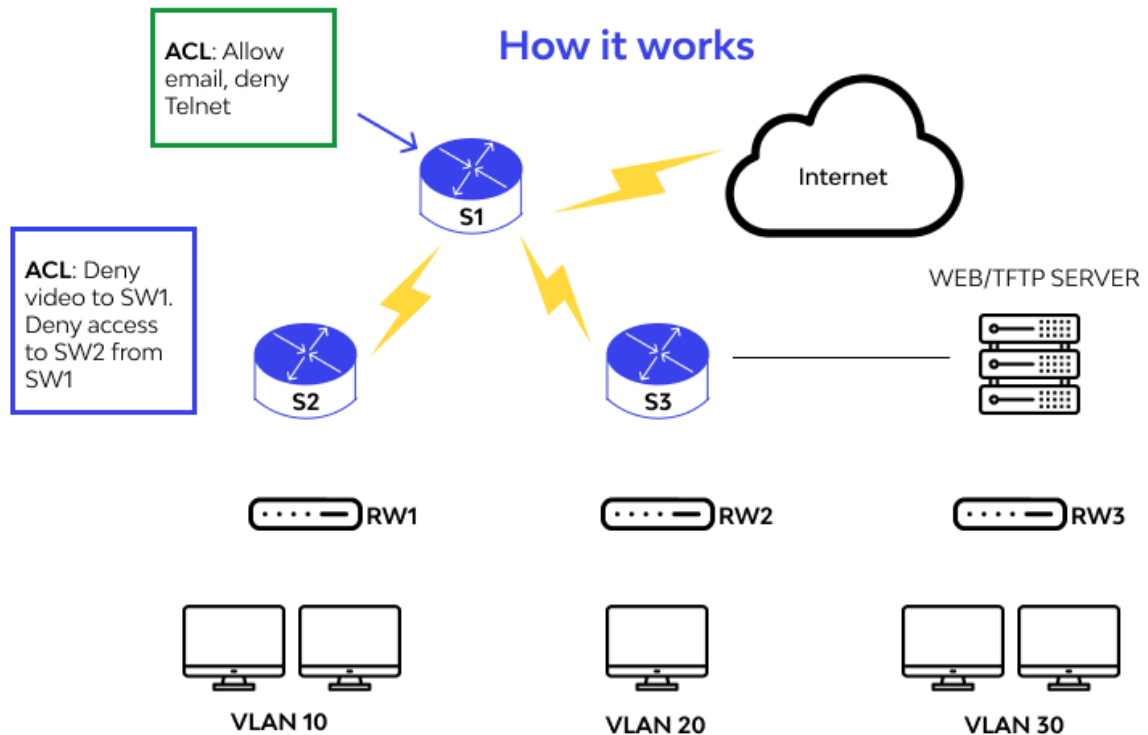 How it works
ACL: Allow
email, deny
Telnet
S1
Internet
ACL: Deny
video to SW1.
Deny access
to SW2 from
SW1
WEB/TFTP SERVER
S2
S3
RW1
RW2
RW3
VLAN 10
VLAN 20
VLAN 30